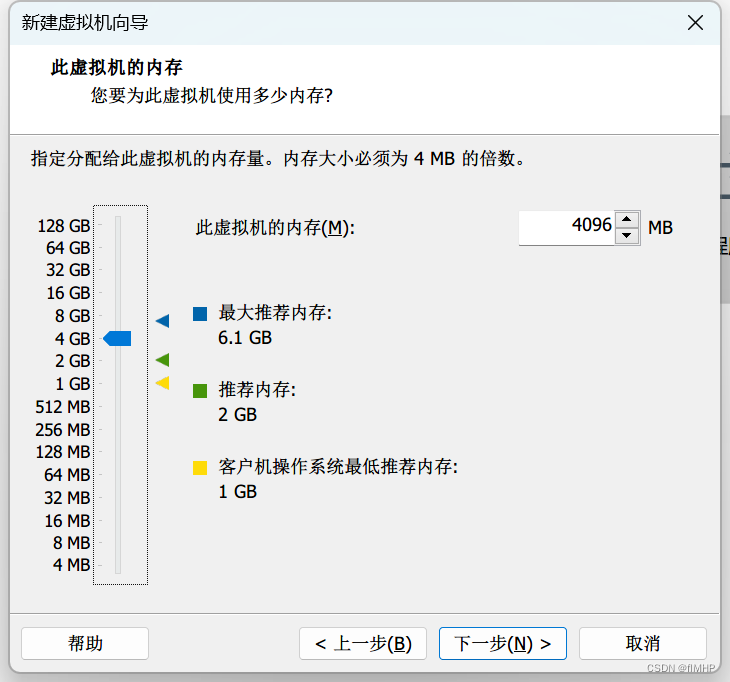 新建虚拟机向导
此虚拟机的内存
您要为此虚拟机使用多少内存?
指定分配给此虚拟机的内存量。内存大小必须为 4 MB 的倍数。
128 GB
64 GB
32 GB
16 GB
8 GB
4 GB
2 GB
1 GB
512 MB
256 MB
128 MB
64 MB
32 MB
16 MB
8 MB
4 MB
此虚拟机的内存(M):
4096 MB
最大推荐内存:
6.1 GB
推荐内存:
2 GB
客户机操作系统最低推荐内存:
1 GB
帮助
< 上一步(B)
下一步(N) >
取消
CSDN @flMHP